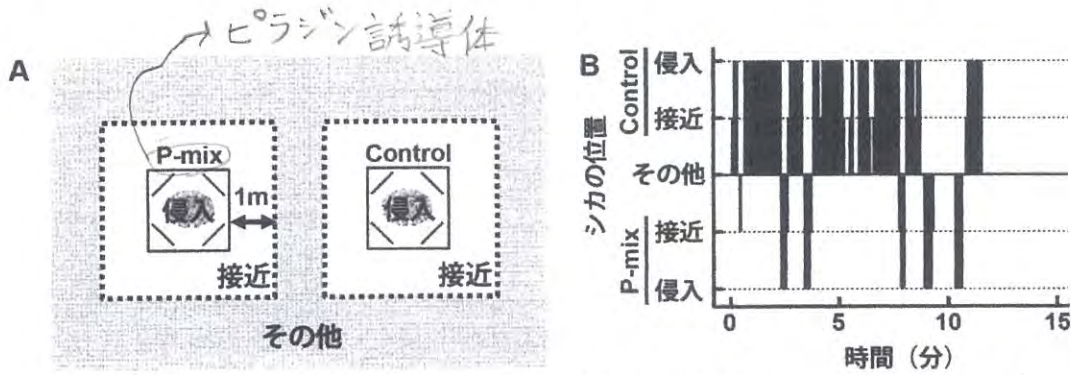 ピラジン誘導体
A
P-mix
Control
侵入
1m
侵入
接近
接近
その他
B
シカの位置
Control
侵入
接近
その他
P-mix
接近
侵入
0
5
10
15
時間（分）